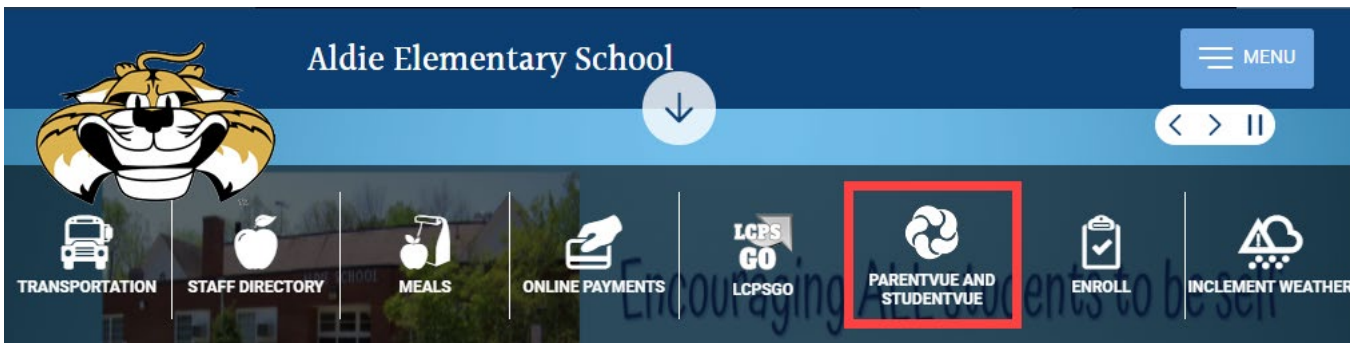 Aldie Elementary School
MENU
TRANSPORTATION
STAFF DIRECTORY
MEALS
ONLINE PAYMENTS
LCPS
GO
LCPSGO
PARENTVUE AND
STUDENTVUE
ENROLL
INCLEMENT WEATHER
SCHOOL
Encouraging ALL students to be self